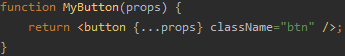 function MyButton(props) {
    return <button {...props} className="btn" />;
}